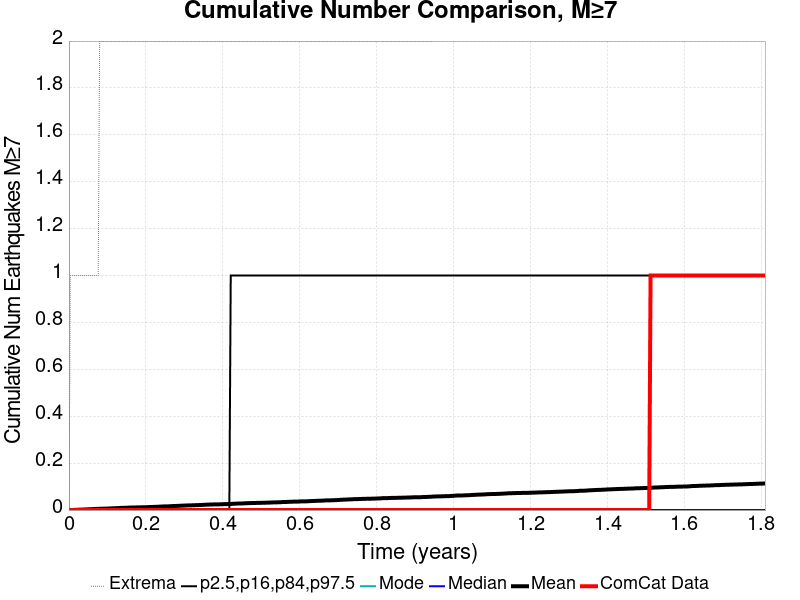 Cumulative Number Comparison, M≥7
Cumulative Num Earthquakes M≥7
2
1.8
1.6
1.4
1.2
1
0.8
0.6
0.4
0.2
0
0 0.2 0.4 0.6 0.8 1 1.2 1.4 1.6 1.8
Time (years)
Extrema p2.5,p16,p84,p97.5 Mode Median Mean ComCat Data